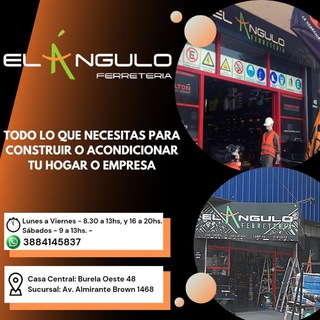 EL ÁNGULO
FERRETERIA
TODO LO QUE NECESITAS PARA
CONSTRUIR O ACONDICIONAR
TU HOGAR O EMPRESA
Lunes a Viernes - 8.30 a 13hs, y 16 a 20hs.
Sábados - 9 a 13hs. -
3884145837
Casa Central: Burela Oeste 48
Sucursal: Av. Almirante Brown 1468
EL ÁNGULO
FERRETERIA
EL ÁNGULO
FERRETERIA